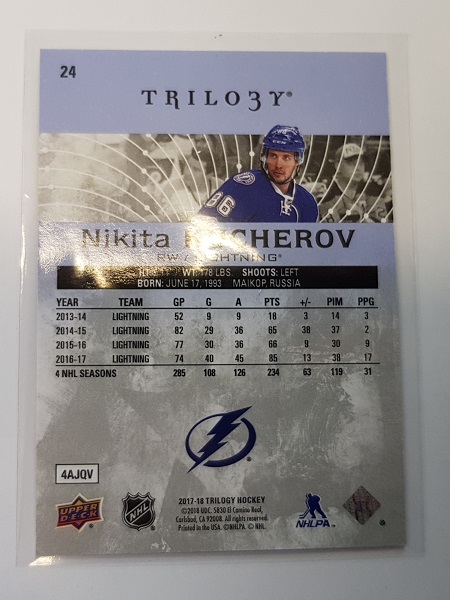 24
TRILO3Y®
86
Nikita KUCHEROV
RW / LIGHTNING®
WT: 178 LBS. SHOOTS: LEFT
BORN: JUNE 17, 1993 MAIKOP, RUSSIA
YEAR TEAM GP G A PTS +/- PIM PPG
2013-14 LIGHTNING 52 9 9 18 3 14 3
2014-15 LIGHTNING 82 29 36 65 38 37 2
2015-16 LIGHTNING 77 30 36 66 9 30 9
2016-17 LIGHTNING 74 40 45 85 13 38 17
4 NHL SEASONS 285 108 126 234 63 119 31
4AJQV
UPPER DECK
NHL
2017-18 TRILOGY HOCKEY
©2018 UDC. 5830 El Camino Real,
Carlsbad, CA 92008. All rights reserved.
Printed in the USA. ©NHLPA. © NHL.
NHLPA